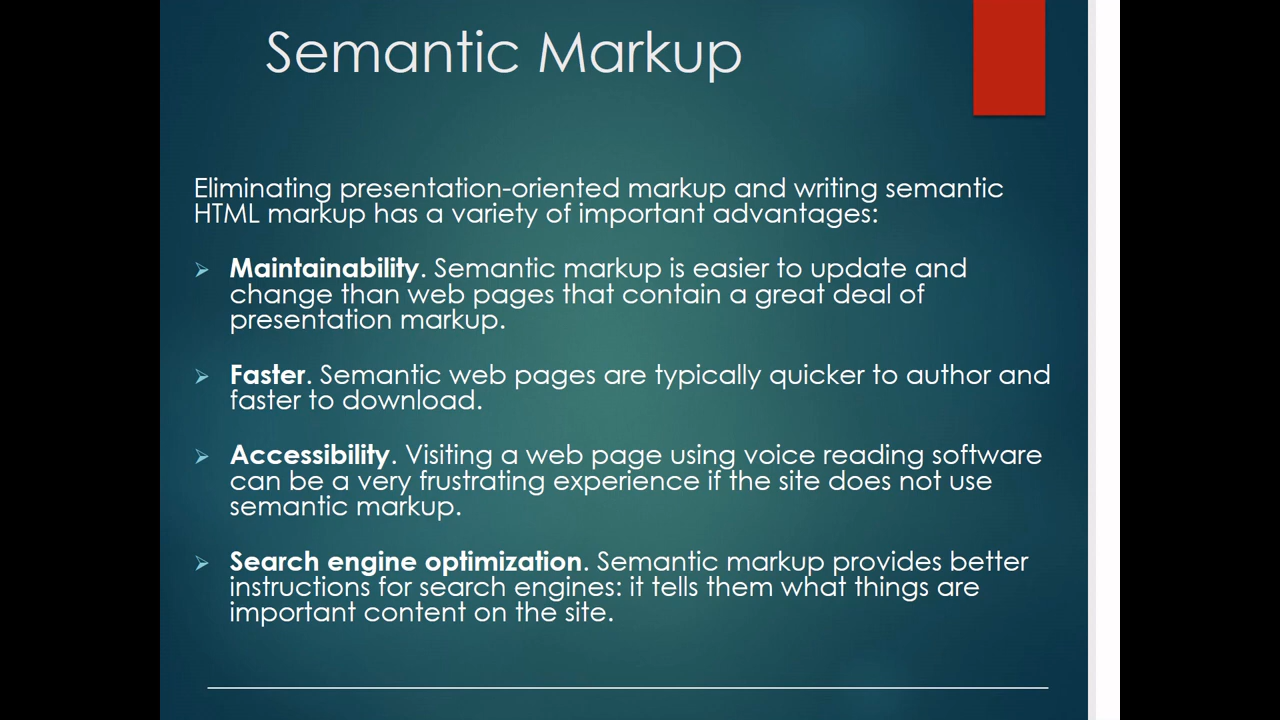 Semantic Markup
Eliminating presentation-oriented markup and writing semantic
HTML markup has a variety of important advantages:
Maintainability. Semantic markup is easier to update and
change than web pages that contain a great deal of
presentation markup.
Faster. Semantic web pages are typically quicker to author and
faster to download.
Accessibility. Visiting a web page using voice reading software
can be a very frustrating experience if the site does not use
semantic markup.
Search engine optimization. Semantic markup provides better
instructions for search engines: it tells them what things are
important content on the site.